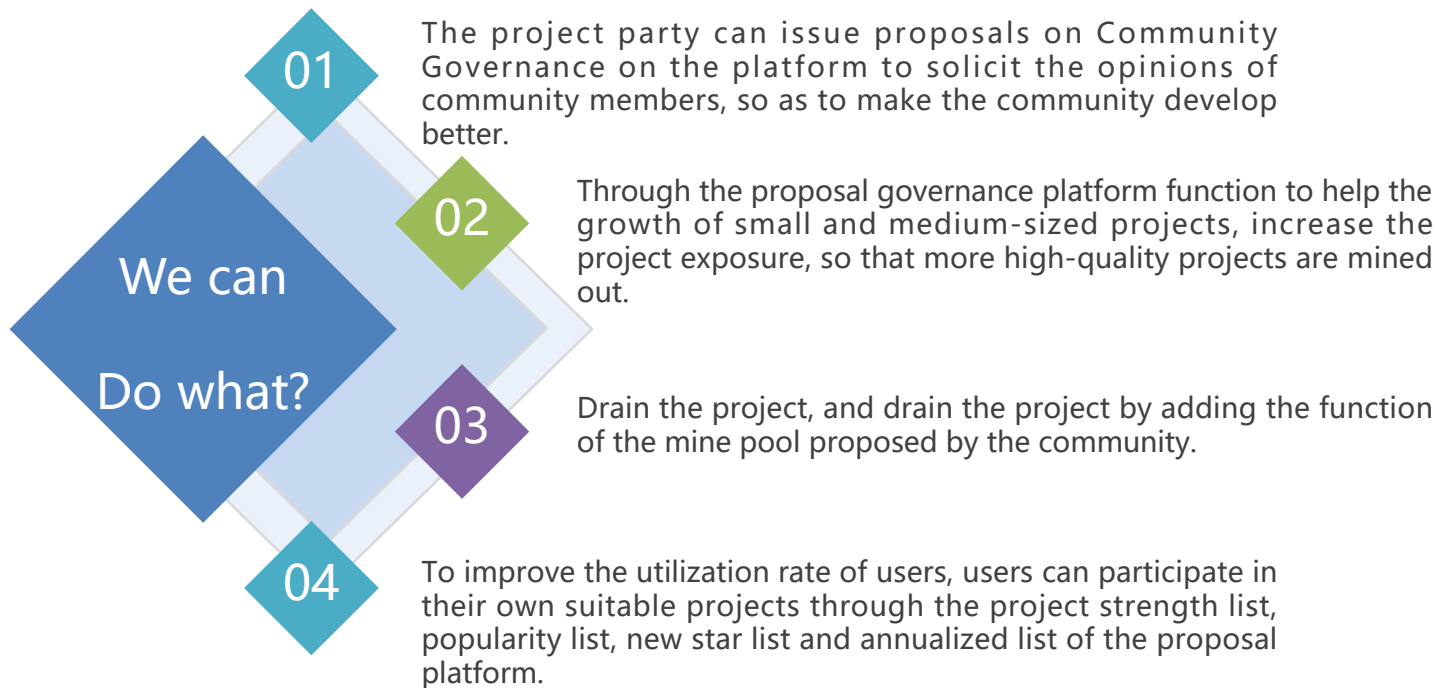 01
The project party can issue proposals on Community
Governance on the platform to solicit the opinions of
community members, so as to make the community develop
better.
02
Through the proposal governance platform function to help the
growth of small and medium-sized projects, increase the
project exposure, so that more high-quality projects are mined
out.
We can
Do what?
03
Drain the project, and drain the project by adding the function
of the mine pool proposed by the community.
04
To improve the utilization rate of users, users can participate in
their own suitable projects through the project strength list,
popularity list, new star list and annualized list of the proposal
platform.